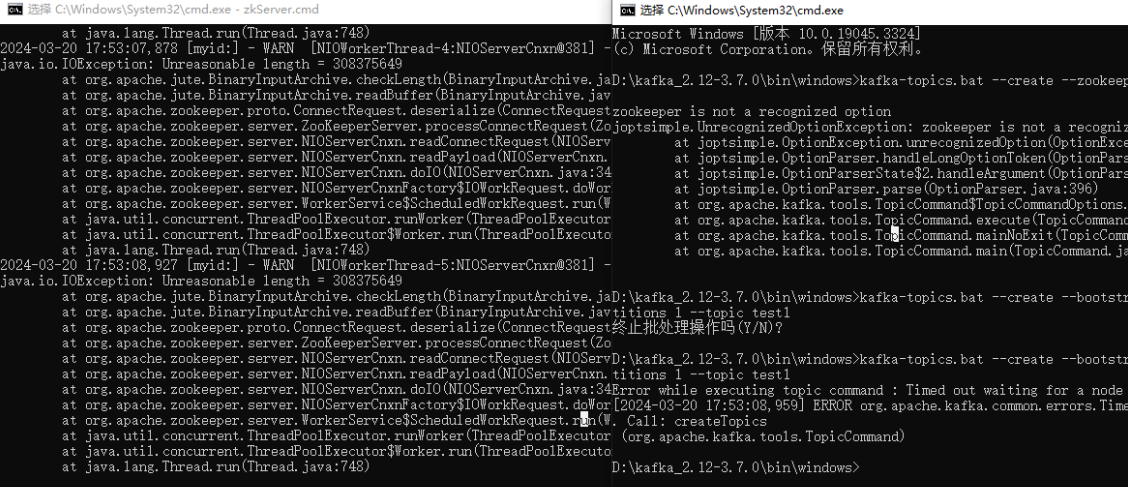 选择 C:\Windows\System32\cmd.exe - zkServer.cmd
at java.lang.Thread.run(Thread.java:748)
2024-03-20 17:53:07,878 [myid:] - WARN [NIOWorkerThread-4:NIOServerCnxn@381] -
java.io.IOException: Unreasonable length = 308375649
at org.apache.jute.BinaryInputArchive.checkLength(BinaryInputArchive.ja
at org.apache.jute.BinaryInputArchive.readBuffer(BinaryInputArchive.jav
at org.apache.zookeeper.proto.ConnectRequest.deserialize(ConnectRequest
at org.apache.zookeeper.server.ZooKeeperServer.processConnectRequest(Zo
at org.apache.zookeeper.server.NIOServerCnxn.readConnectRequest(NIOServ
at org.apache.zookeeper.server.NIOServerCnxn.readPayload(NIOServerCnxn.
at org.apache.zookeeper.server.NIOServerCnxn.doIO(NIOServerCnxn.java:34
at org.apache.zookeeper.server.NIOServerCnxnFactory$IOWorkRequest.doWor
at org.apache.zookeeper.server.WorkerService$ScheduledWorkRequest.run(W
at java.util.concurrent.ThreadPoolExecutor.runWorker(ThreadPoolExecutor
at java.util.concurrent.ThreadPoolExecutor$Worker.run(ThreadPoolExecuto
at java.lang.Thread.run(Thread.java:748)
2024-03-20 17:53:08,927 [myid:] - WARN [NIOWorkerThread-5:NIOServerCnxn@381] -
java.io.IOException: Unreasonable length = 308375649
at org.apache.jute.BinaryInputArchive.checkLength(BinaryInputArchive.ja
at org.apache.jute.BinaryInputArchive.readBuffer(BinaryInputArchive.jav
at org.apache.zookeeper.proto.ConnectRequest.deserialize(ConnectRequest
at org.apache.zookeeper.server.ZooKeeperServer.processConnectRequest(Zo
at org.apache.zookeeper.server.NIOServerCnxn.readConnectRequest(NIOServ
at org.apache.zookeeper.server.NIOServerCnxn.readPayload(NIOServerCnxn.
at org.apache.zookeeper.server.NIOServerCnxn.doIO(NIOServerCnxn.java:34
at org.apache.zookeeper.server.NIOServerCnxnFactory$IOWorkRequest.doWor
at org.apache.zookeeper.server.WorkerService$ScheduledWorkRequest.run(W
at java.util.concurrent.ThreadPoolExecutor.runWorker(ThreadPoolExecutor
at java.util.concurrent.ThreadPoolExecutor$Worker.run(ThreadPoolExecuto
at java.lang.Thread.run(Thread.java:748)
选择 C:\Windows\System32\cmd.exe
Microsoft Windows [版本 10.0.19045.3324]
(c) Microsoft Corporation。保留所有权利。
D:\kafka_2.12-3.7.0\bin\windows>kafka-topics.bat --create --zookeep
zookeeper is not a recognized option
joptsimple.UnrecognizedOptionException: zookeeper is not a recogniz
at joptsimple.OptionException.unrecognizedOption(OptionExce
at joptsimple.OptionParser.handleLongOptionToken(OptionPars
at joptsimple.OptionParserState$2.handleArgument(OptionPars
at joptsimple.OptionParser.parse(OptionParser.java:396)
at org.apache.kafka.tools.TopicCommand$TopicCommandOptions.
at org.apache.kafka.tools.TopicCommand.execute(TopicCommand
at org.apache.kafka.tools.TopicCommand.mainNoExit(TopicComm
at org.apache.kafka.tools.TopicCommand.main(TopicCommand.ja
D:\kafka_2.12-3.7.0\bin\windows>kafka-topics.bat --create --bootstr
titions 1 --topic test1
终止批处理操作吗(Y/N)?
D:\kafka_2.12-3.7.0\bin\windows>kafka-topics.bat --create --bootstr
titions 1 --topic test1
Error while executing topic command : Timed out waiting for a node
[2024-03-20 17:53:08,959] ERROR org.apache.kafka.common.errors.Time
. Call: createTopics
(org.apache.kafka.tools.TopicCommand)
D:\kafka_2.12-3.7.0\bin\windows>